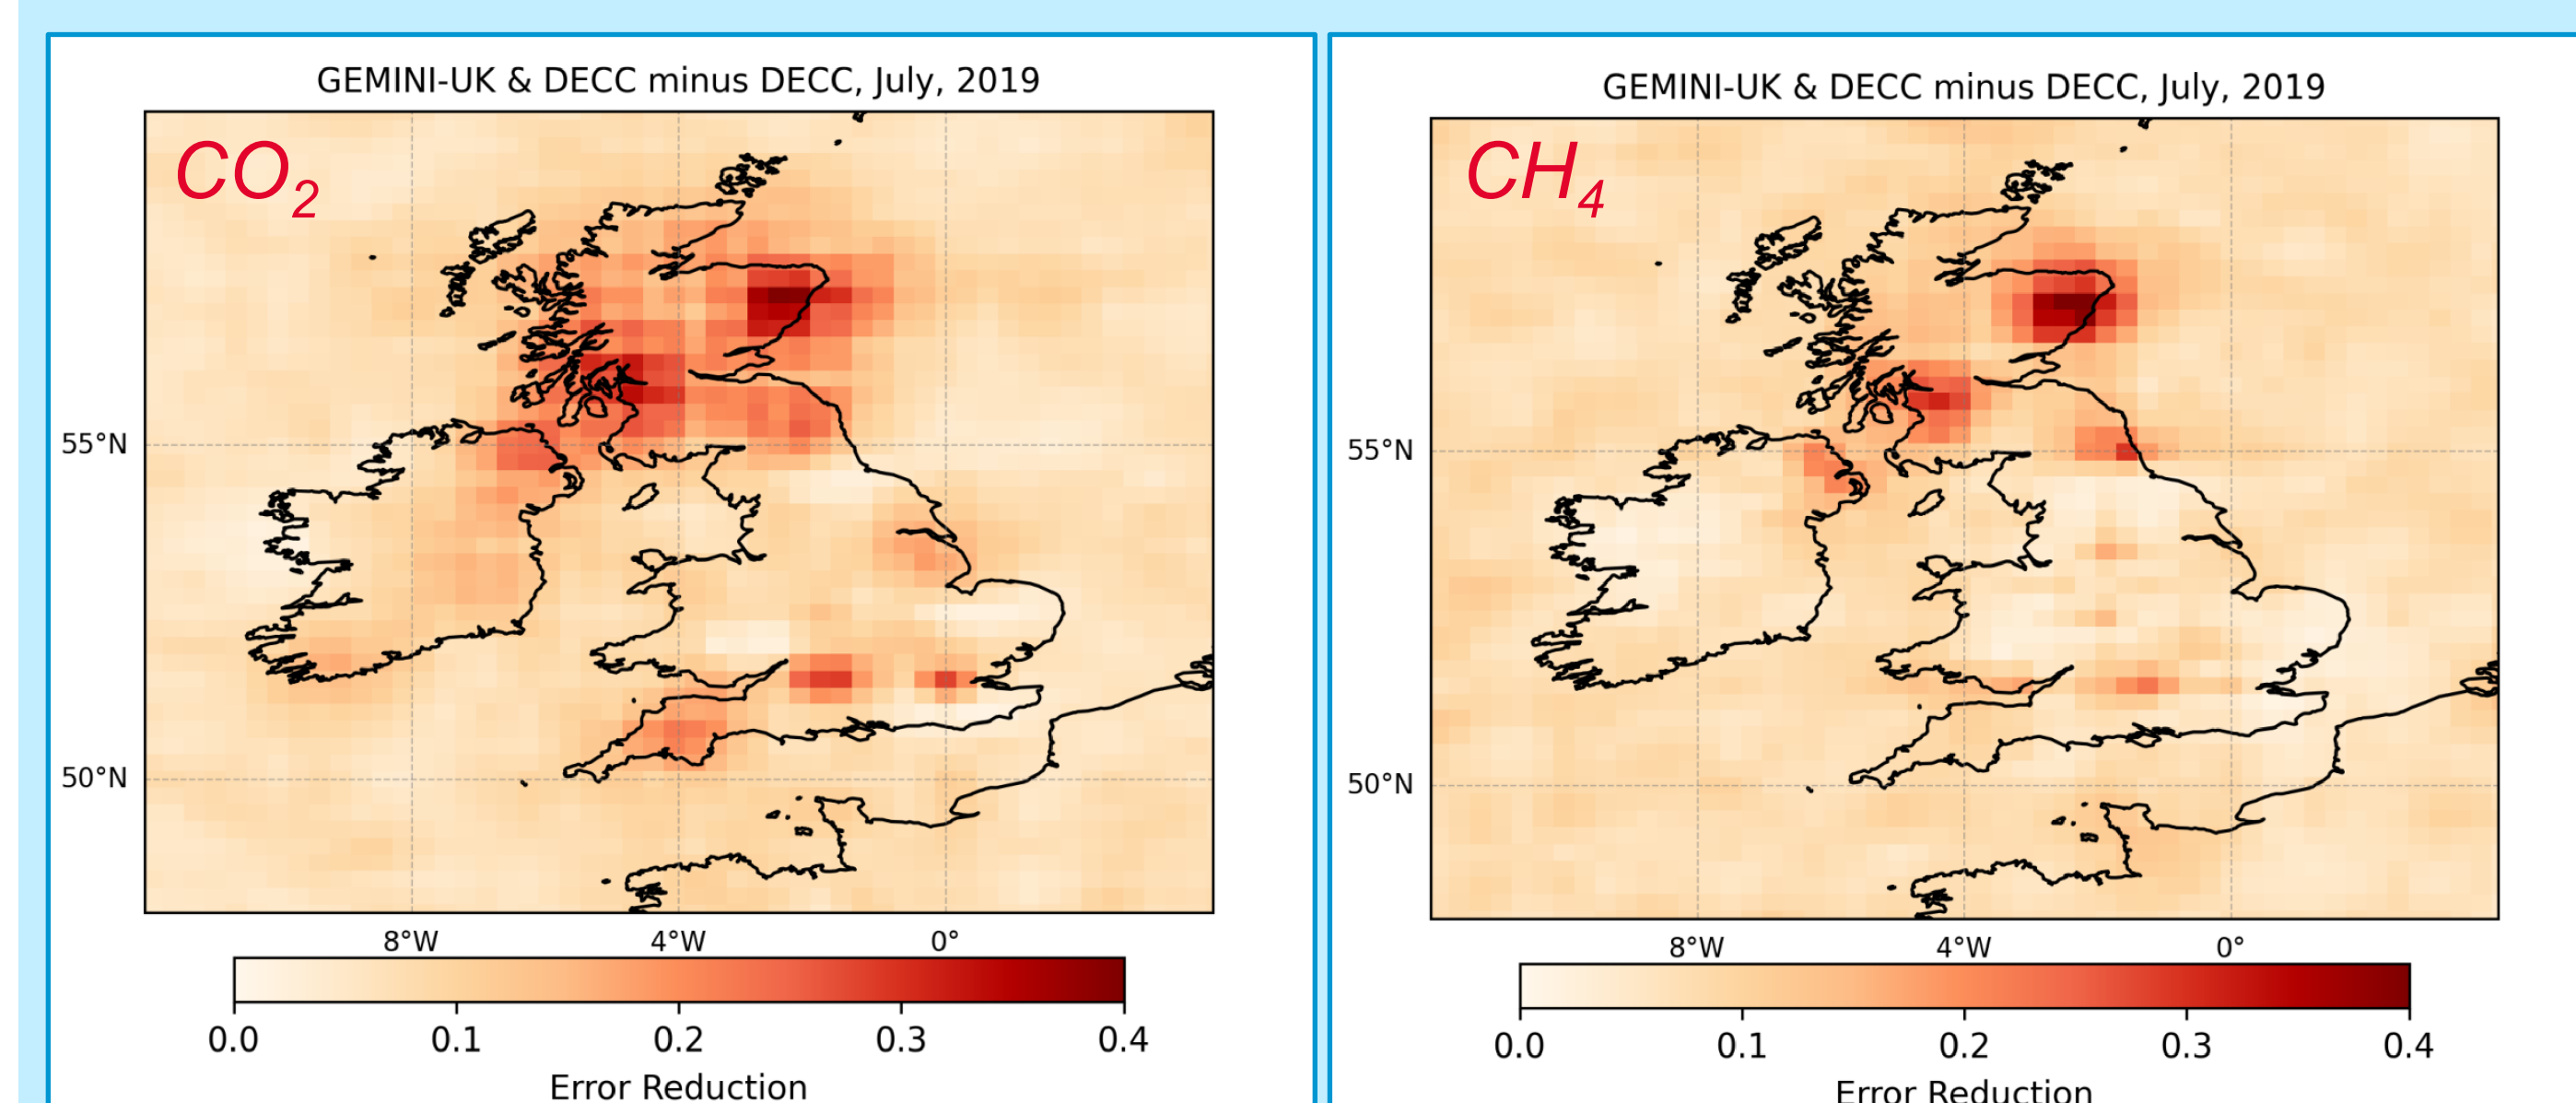 GEMINI-UK & DECC minus DECC, July, 2019
CO₂
55°N
50°N
8°W 4°W 0°
0.0 0.1 0.2 0.3 0.4
Error Reduction
GEMINI-UK & DECC minus DECC, July, 2019
CH₄
55°N
50°N
8°W 4°W 0°
0.0 0.1 0.2 0.3 0.4
Error Reduction